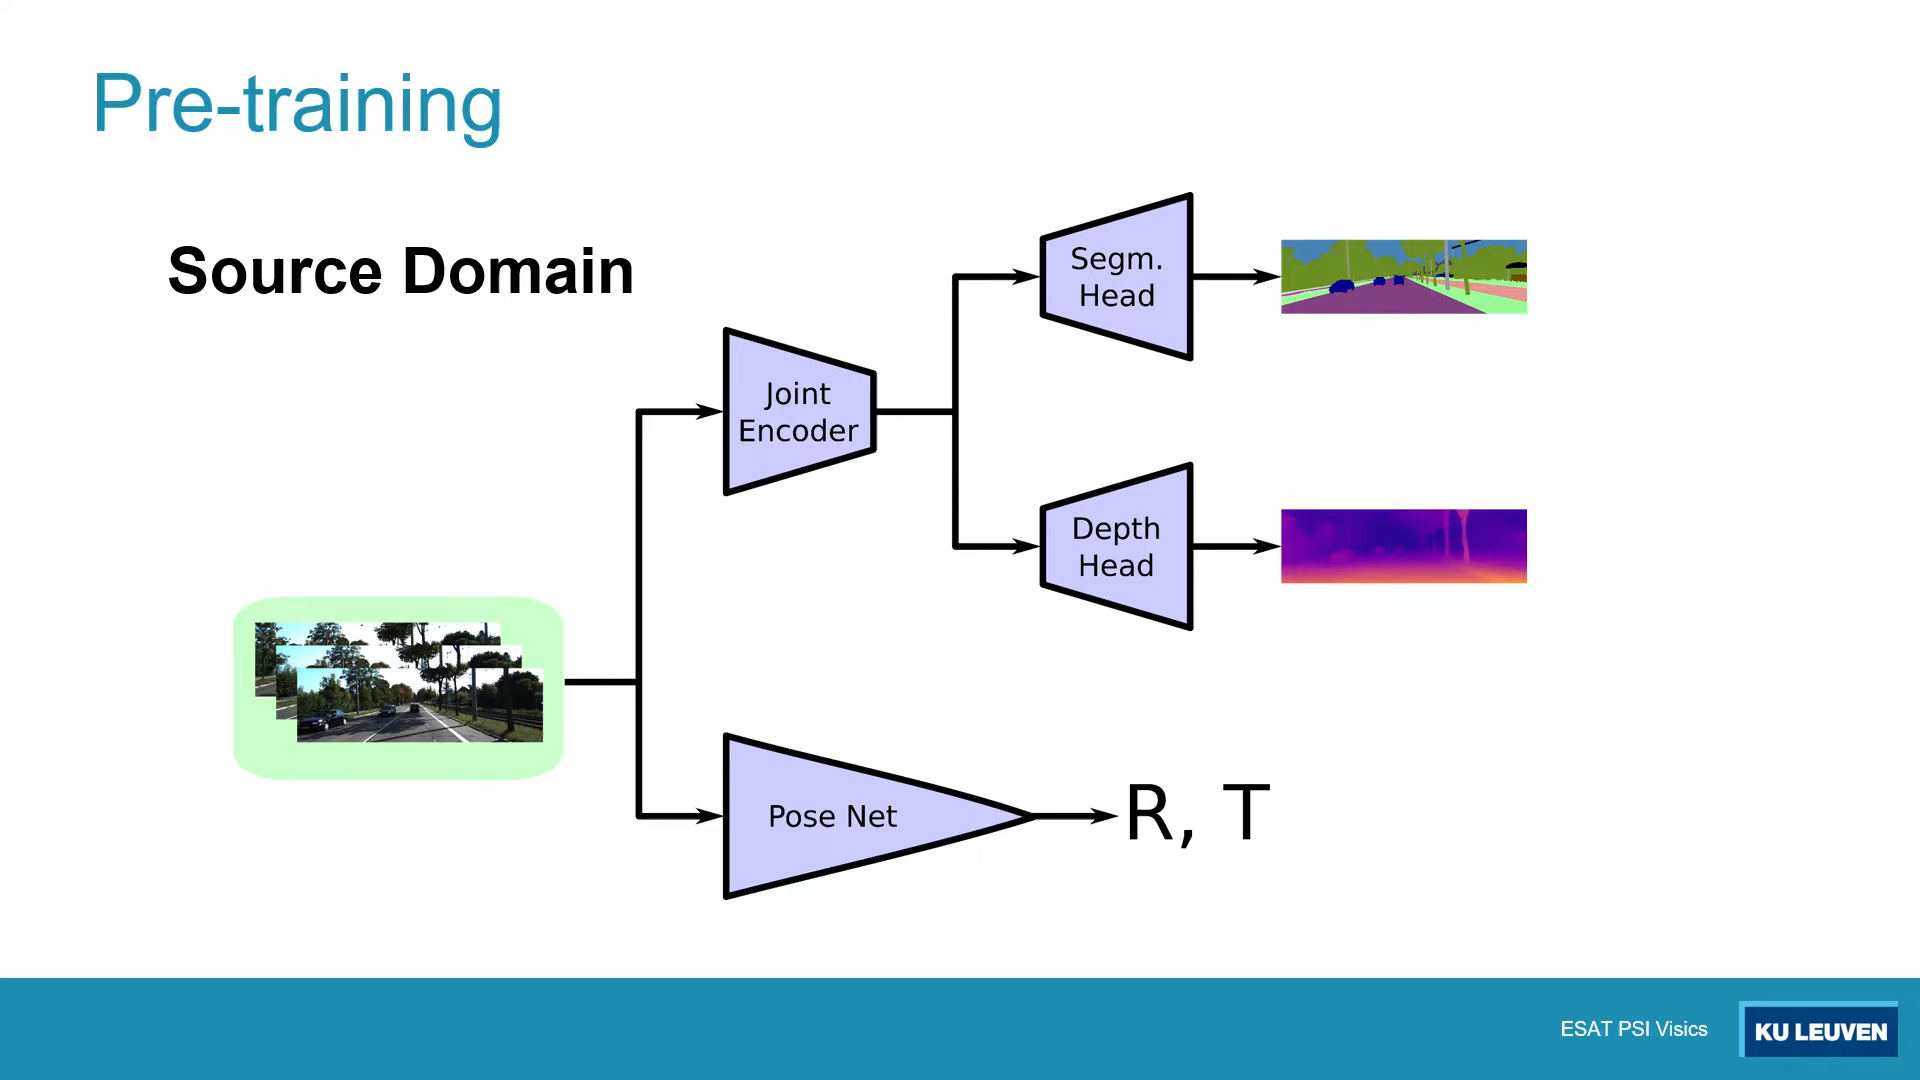 Pre-training
Source Domain
Segm.
Head
Joint
Encoder
Depth
Head
Pose Net
R, T
ESAT PSI Visics
KU LEUVEN